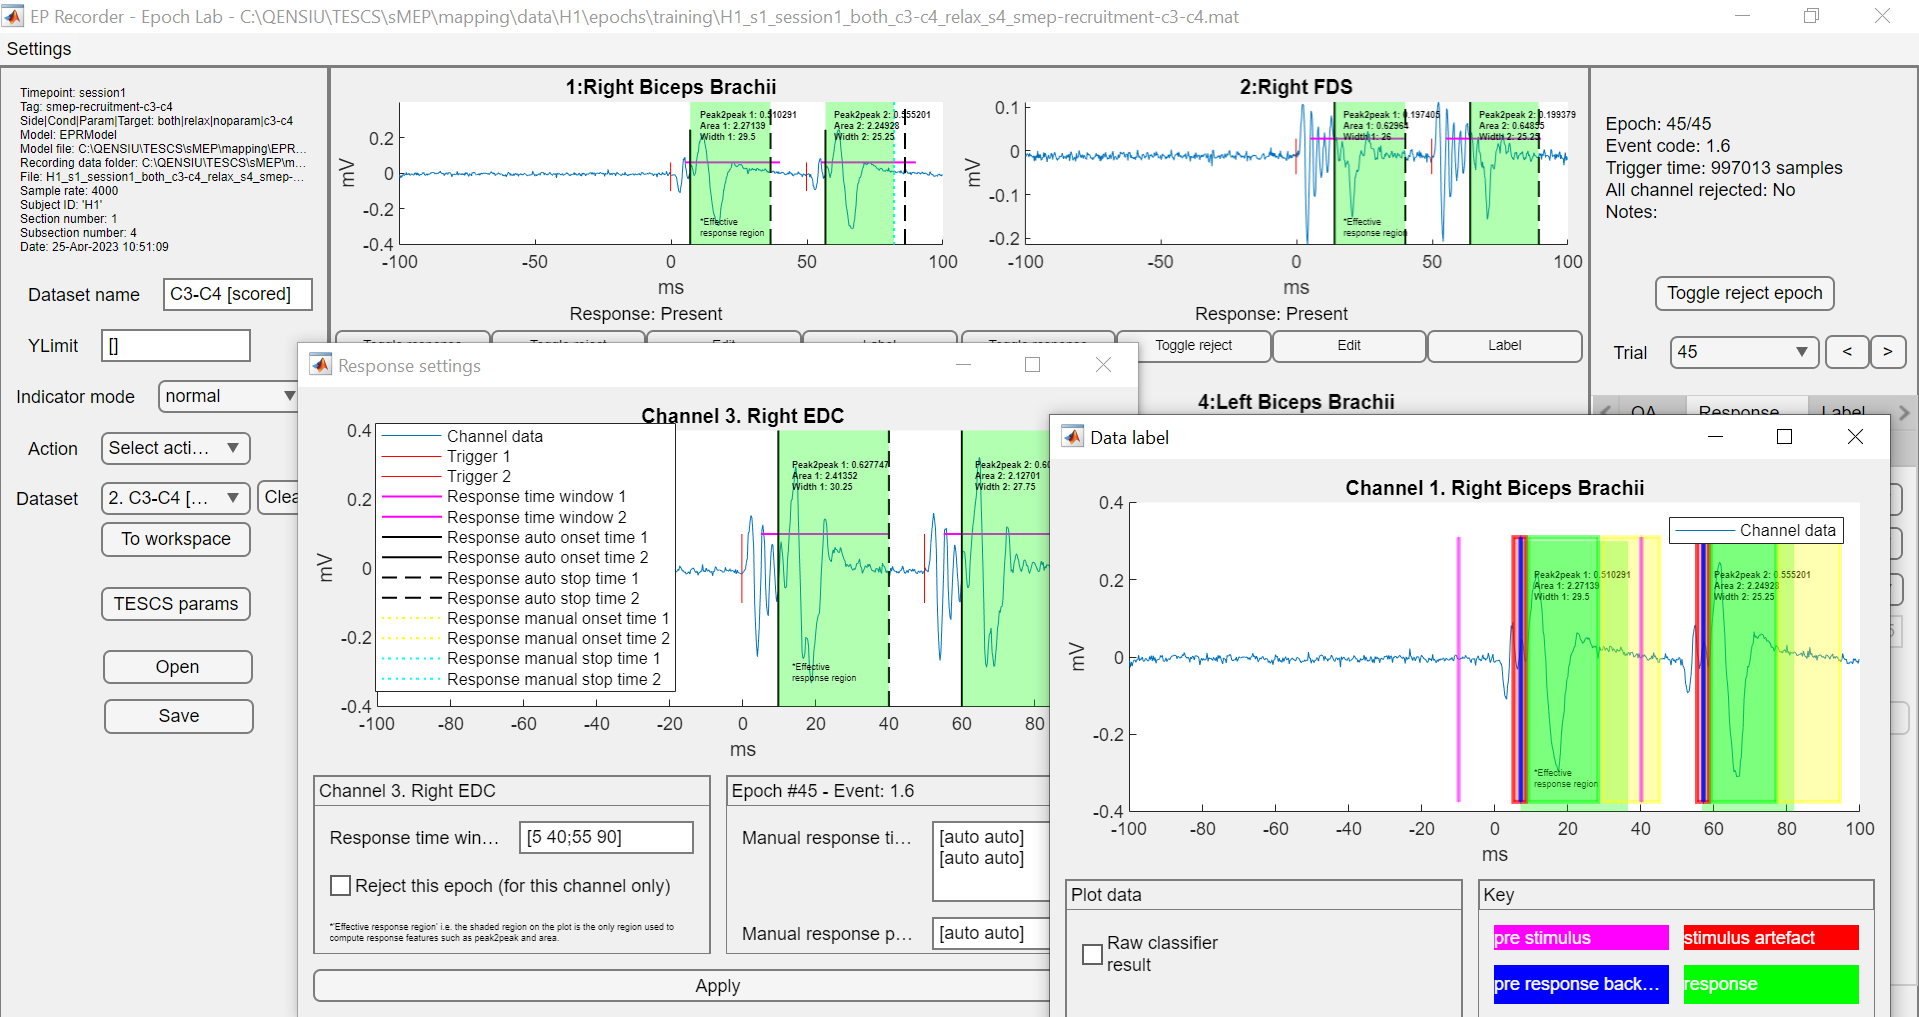 EP Recorder - Epoch Lab - C:\QENSIU\TESCS\sMEP\mapping\data\H1\epochs\training\H1_s1_session1_both_c3-c4_relax_s4_smep-recruitment-c3-c4.mat
Settings
Timepoint: session1
Tag: smep-recruitment-c3-c4
Side|Cond|Param|Target: both|relax|noparam|c3-c4
Model: EPRModel
Model file: C:\QENSIU\TESCS\sMEP\mapping\EPR...
Recording data folder: C:\QENSIU\TESCS\sMEP\m...
File: H1_s1_session1_both_c3-c4_relax_s4_smep-...
Sample rate: 4000
Subject ID: 'H1'
Section number: 1
Subsection number: 4
Date: 25-Apr-2023 10:51:09
Dataset name
C3-C4 [scored]
YLimit
[]
Indicator mode
normal
Action
Select acti...
Dataset
2. C3-C4 [...
Clea
To workspace
TESCS params
Open
Save
1:Right Biceps Brachii
Peak2peak 1: 0.510291
Area 1: 2.27139
Width 1: 29.5
Peak2peak 2: 0.555201
Area 2: 2.24928
Width 2: 25.25
*Effective
response region
mV
0.2
0
-0.2
-0.4
-100
-50
0
50
100
ms
Response: Present
2:Right FDS
Peak2peak 1: 0.197405
Area 1: 0.62964
Width 1: 26
Peak2peak 2: 0.199379
Area 2: 0.64855
Width 2: 25.25
*Effective
response region
mV
0.1
0
-0.1
-0.2
-100
-50
0
50
100
ms
Response: Present
Toggle reject
Edit
Label
4:Left Biceps Brachii
Epoch: 45/45
Event code: 1.6
Trigger time: 997013 samples
All channel rejected: No
Notes:
Toggle reject epoch
Trial
45
<
>
Response
Label
Response settings
Channel 3. Right EDC
Channel data
Trigger 1
Trigger 2
Response time window 1
Response time window 2
Response auto onset time 1
Response auto onset time 2
Response auto stop time 1
Response auto stop time 2
Response manual onset time 1
Response manual onset time 2
Response manual stop time 1
Response manual stop time 2
Peak2peak 1: 0.627747
Area 1: 2.41352
Width 1: 30.25
Peak2peak 2: 0.60
Area 2: 2.12701
Width 2: 27.75
*Effective
response region
mV
0.4
0.2
0
-0.2
-0.4
-100
-80
-60
-40
-20
0
20
40
60
80
ms
Channel 3. Right EDC
Response time win...
[5 40;55 90]
Reject this epoch (for this channel only)
*'Effective response region' i.e. the shaded region on the plot is the only region used to
compute response features such as peak2peak and area.
Epoch #45 - Event: 1.6
Manual response ti...
[auto auto]
[auto auto]
Manual response p...
[auto auto]
Apply
Data label
Channel 1. Right Biceps Brachii
Channel data
Peak2peak 1: 0.510291
Area 1: 2.27139
Width 1: 29.5
Peak2peak 2: 0.555201
Area 2: 2.24928
Width 2: 25.25
*Effective
response region
mV
0.4
0.2
0
-0.2
-0.4
-100
-80
-60
-40
-20
0
20
40
60
80
100
ms
Plot data
Raw classifier
result
Key
pre stimulus
stimulus artefact
pre response back...
response